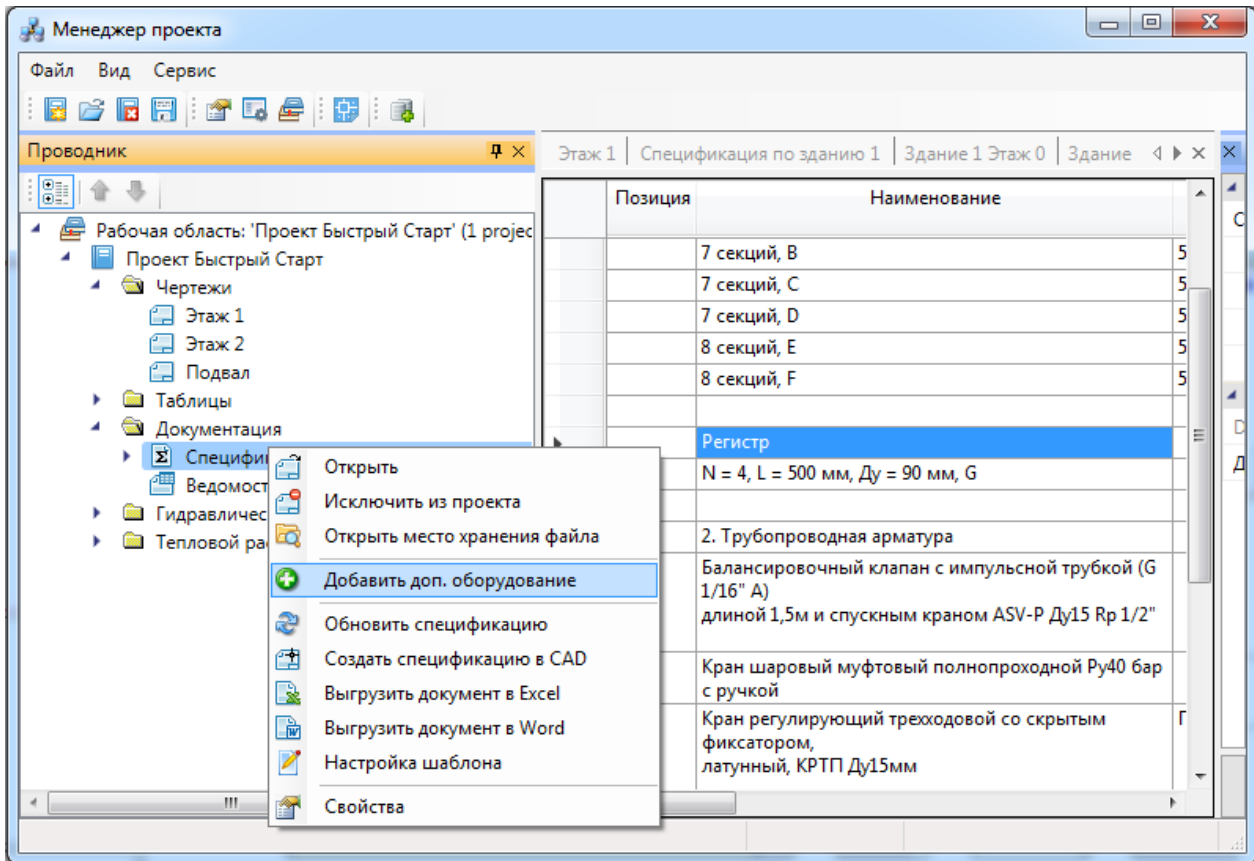 Менеджер проекта
Файл Вид Сервис
Проводник
Рабочая область: 'Проект Быстрый Старт' (1 projec
Проект Быстрый Старт
Чертежи
Этаж 1
Этаж 2
Подвал
Таблицы
Документация
Специфи
Ведомост
Гидравличес
Тепловой ра
Открыть
Исключить из проекта
Открыть место хранения файла
Добавить доп. оборудование
Обновить спецификацию
Создать спецификацию в CAD
Выгрузить документ в Excel
Выгрузить документ в Word
Настройка шаблона
Свойства
Этаж 1 Спецификация по зданию 1 Здание 1 Этаж 0 Здание
Позиция Наименование
7 секций, B 5
7 секций, C 5
7 секций, D 5
8 секций, E 5
8 секций, F 5
Регистр
N = 4, L = 500 мм, Ду = 90 мм, G
2. Трубопроводная арматура
Балансировочный клапан с импульсной трубкой (G
1/16" A)
длиной 1,5м и спускным краном ASV-P Ду15 Rp 1/2"
Кран шаровый муфтовый полнопроходной Ру40 бар
с ручкой
Кран регулирующий трехходовой со скрытым
фиксатором,
латунный, КРТП Ду15мм